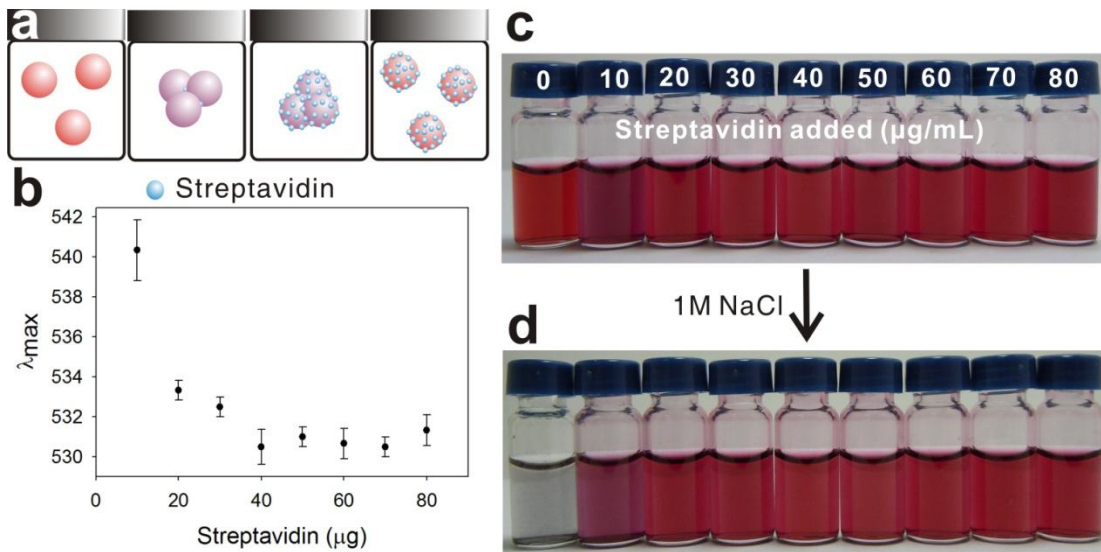 a
Streptavidin
b
542
540
538
536
534
532
530
λmax
0 20 40 60 80
Streptavidin (μg)
c
0 10 20 30 40 50 60 70 80
Streptavidin added (μg/mL)
1M NaCl
d